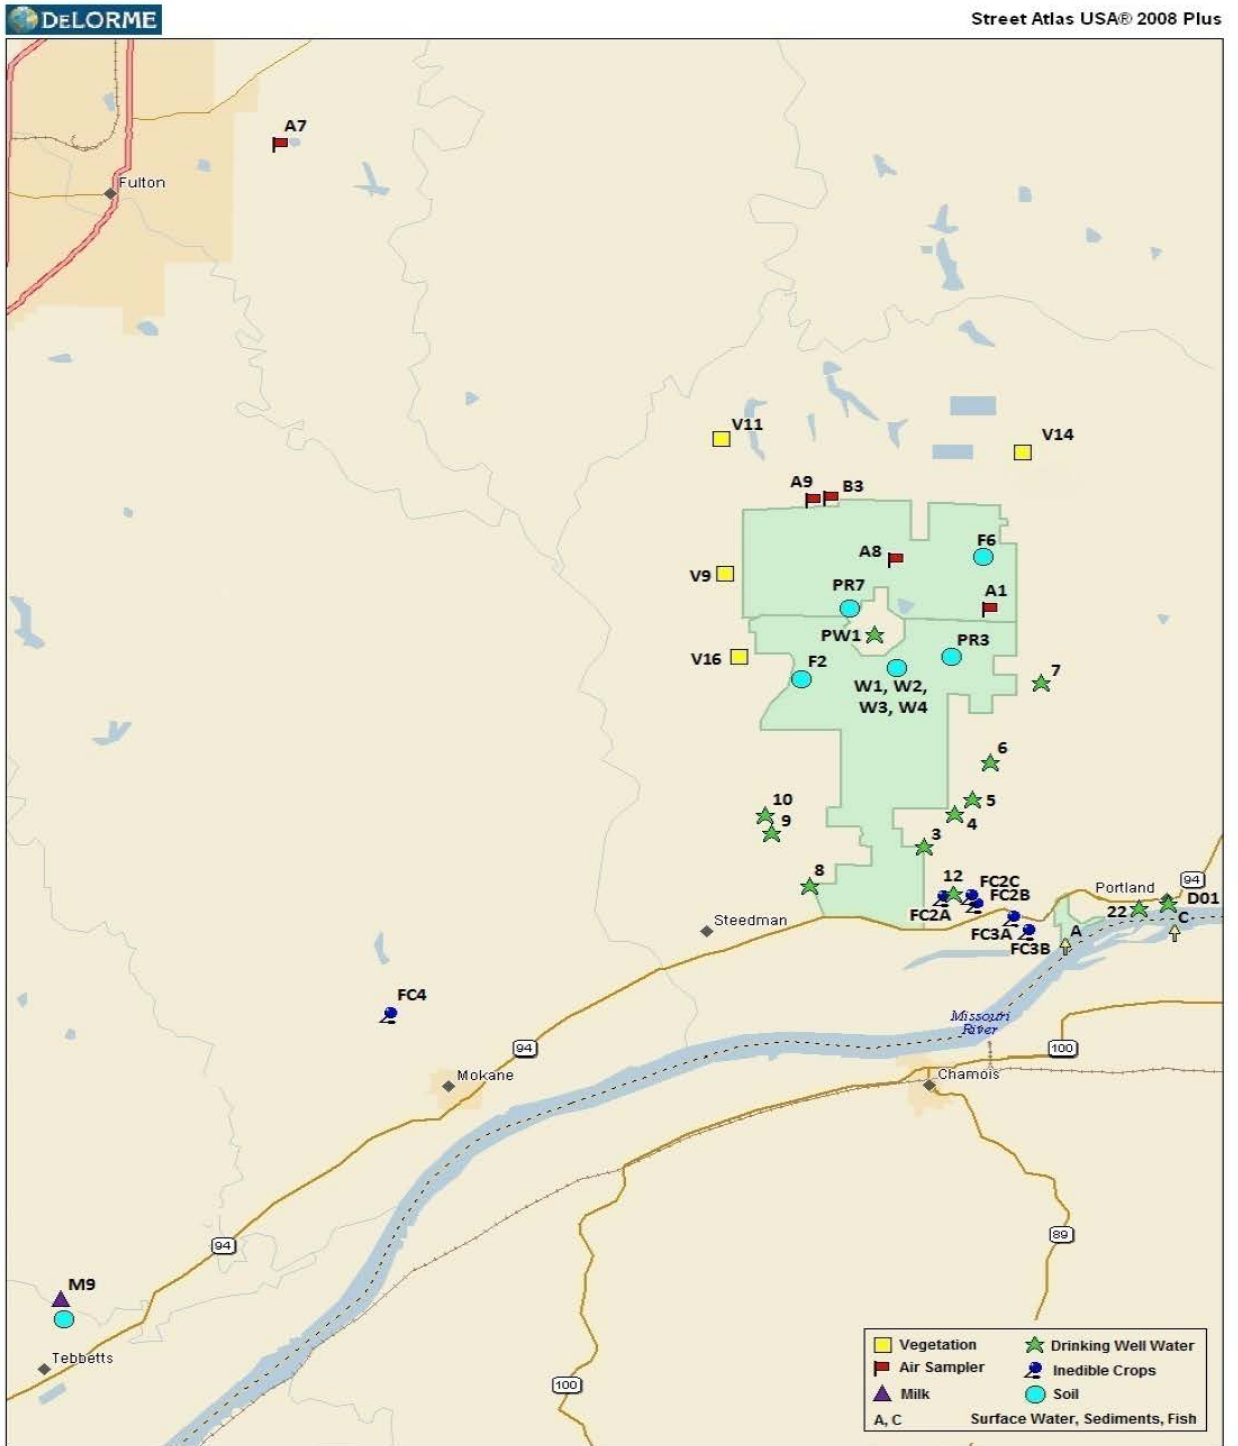 DELORME
Street Atlas USA® 2008 Plus
A7
Fulton
V11
V14
A9
B3
A8
F6
V9
PR7
A1
PW1
PR3
V16
F2
7
W1, W2,
W3, W4
6
10
5
9
4
3
8
12
FC2C
94
Portland
FC2B
D01
FC2A
22
C
Steedman
FC3A
A
FC3B
FC4
Missouri
River
94
100
Mokane
Chamois
89
94
M9
Tebbetts
100
Vegetation
Drinking Well Water
Air Sampler
Inedible Crops
Milk
Soil
A, C
Surface Water, Sediments, Fish